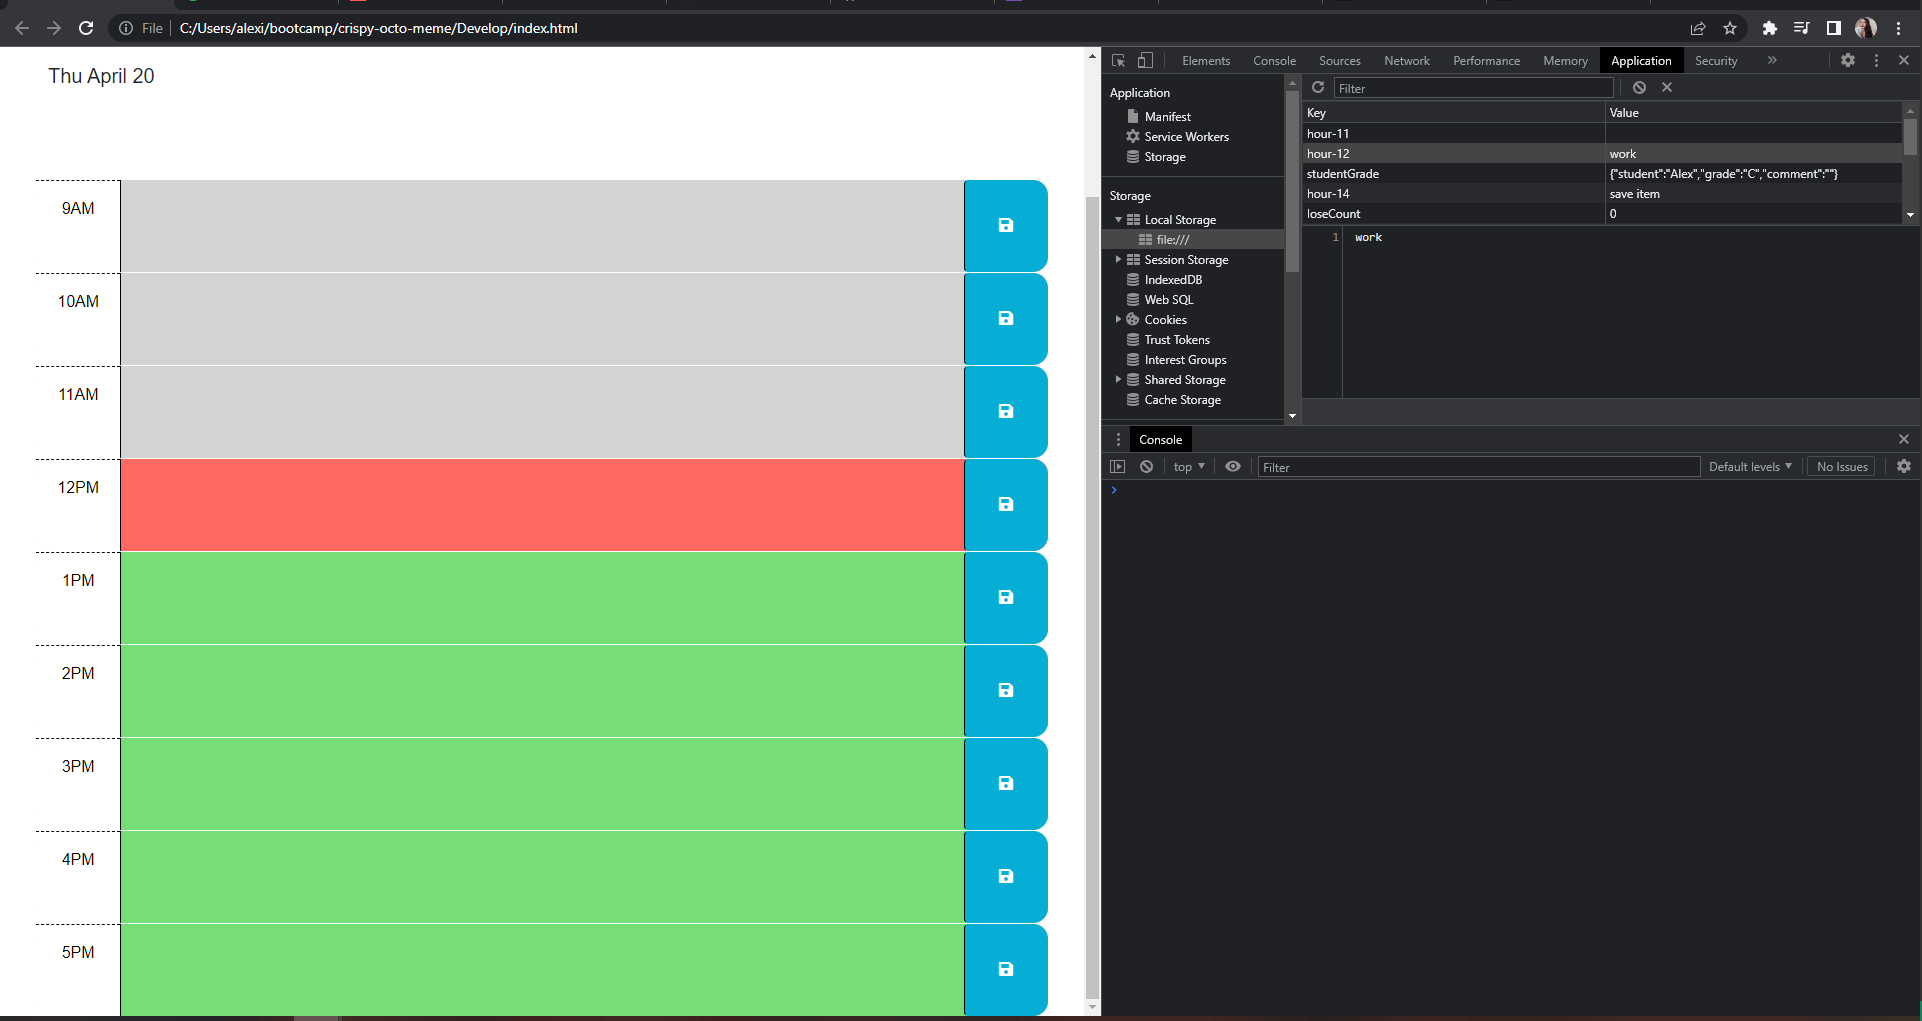 File C:/Users/alexi/bootcamp/crispy-octo-meme/Develop/index.html
Thu April 20
9AM
10AM
11AM
12PM
1PM
2PM
3PM
4PM
5PM
Elements Console Sources Network Performance Memory Application Security »
Application
Manifest
Service Workers
Storage
Storage
Local Storage
file:///
Session Storage
IndexedDB
Web SQL
Cookies
Trust Tokens
Interest Groups
Shared Storage
Cache Storage
Filter
Key Value
hour-11
hour-12 work
studentGrade {"student":"Alex","grade":"C","comment":""}
hour-14 save item
loseCount 0
1 work
Console
top Filter Default levels No Issues